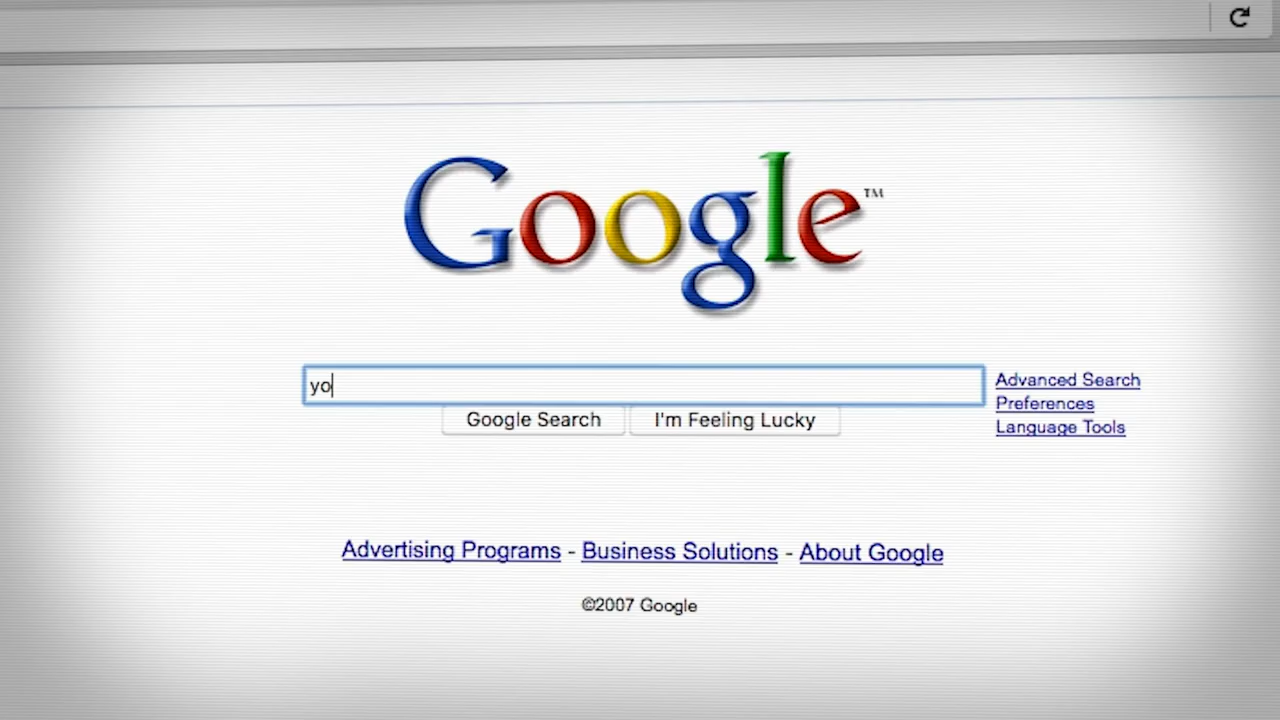 Google™
yo
Advanced Search
Preferences
Language Tools
Google Search I'm Feeling Lucky
Advertising Programs - Business Solutions - About Google
©2007 Google